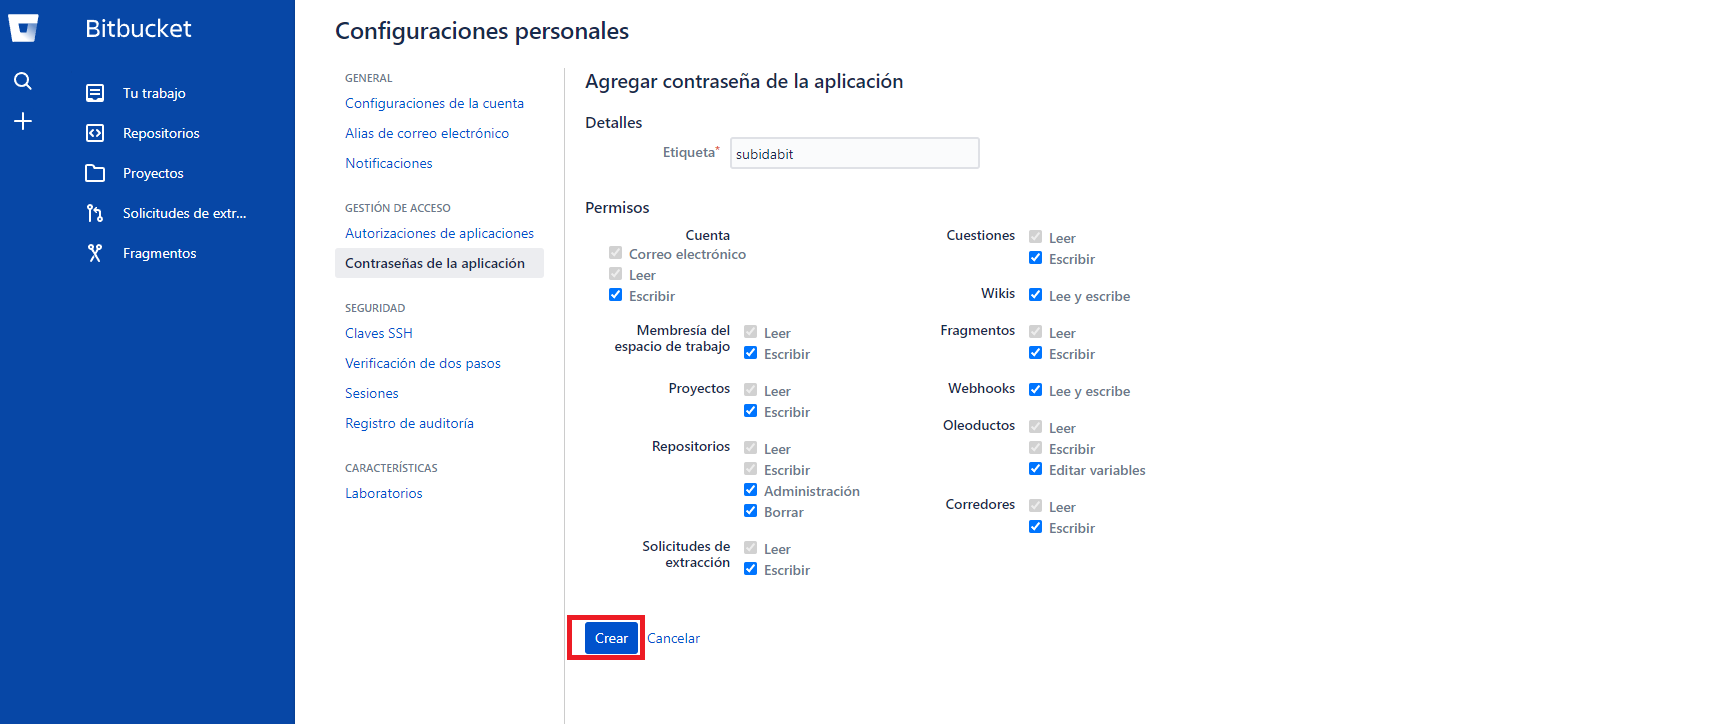 Bitbucket
Tu trabajo
Repositorios
Proyectos
Solicitudes de extr...
Fragmentos
Configuraciones personales
GENERAL
Configuraciones de la cuenta
Alias de correo electrónico
Notificaciones
GESTIÓN DE ACCESO
Autorizaciones de aplicaciones
Contraseñas de la aplicación
SEGURIDAD
Claves SSH
Verificación de dos pasos
Sesiones
Registro de auditoría
CARACTERÍSTICAS
Laboratorios
Agregar contraseña de la aplicación
Detalles
Etiqueta* subidabit
Permisos
Cuenta
Correo electrónico
Leer
Escribir
Membresía del
espacio de trabajo
Leer
Escribir
Proyectos
Leer
Escribir
Repositorios
Leer
Escribir
Administración
Borrar
Solicitudes de
extracción
Leer
Escribir
Cuestiones
Leer
Escribir
Wikis
Lee y escribe
Fragmentos
Leer
Escribir
Webhooks
Lee y escribe
Oleoductos
Leer
Escribir
Editar variables
Corredores
Leer
Escribir
Crear
Cancelar